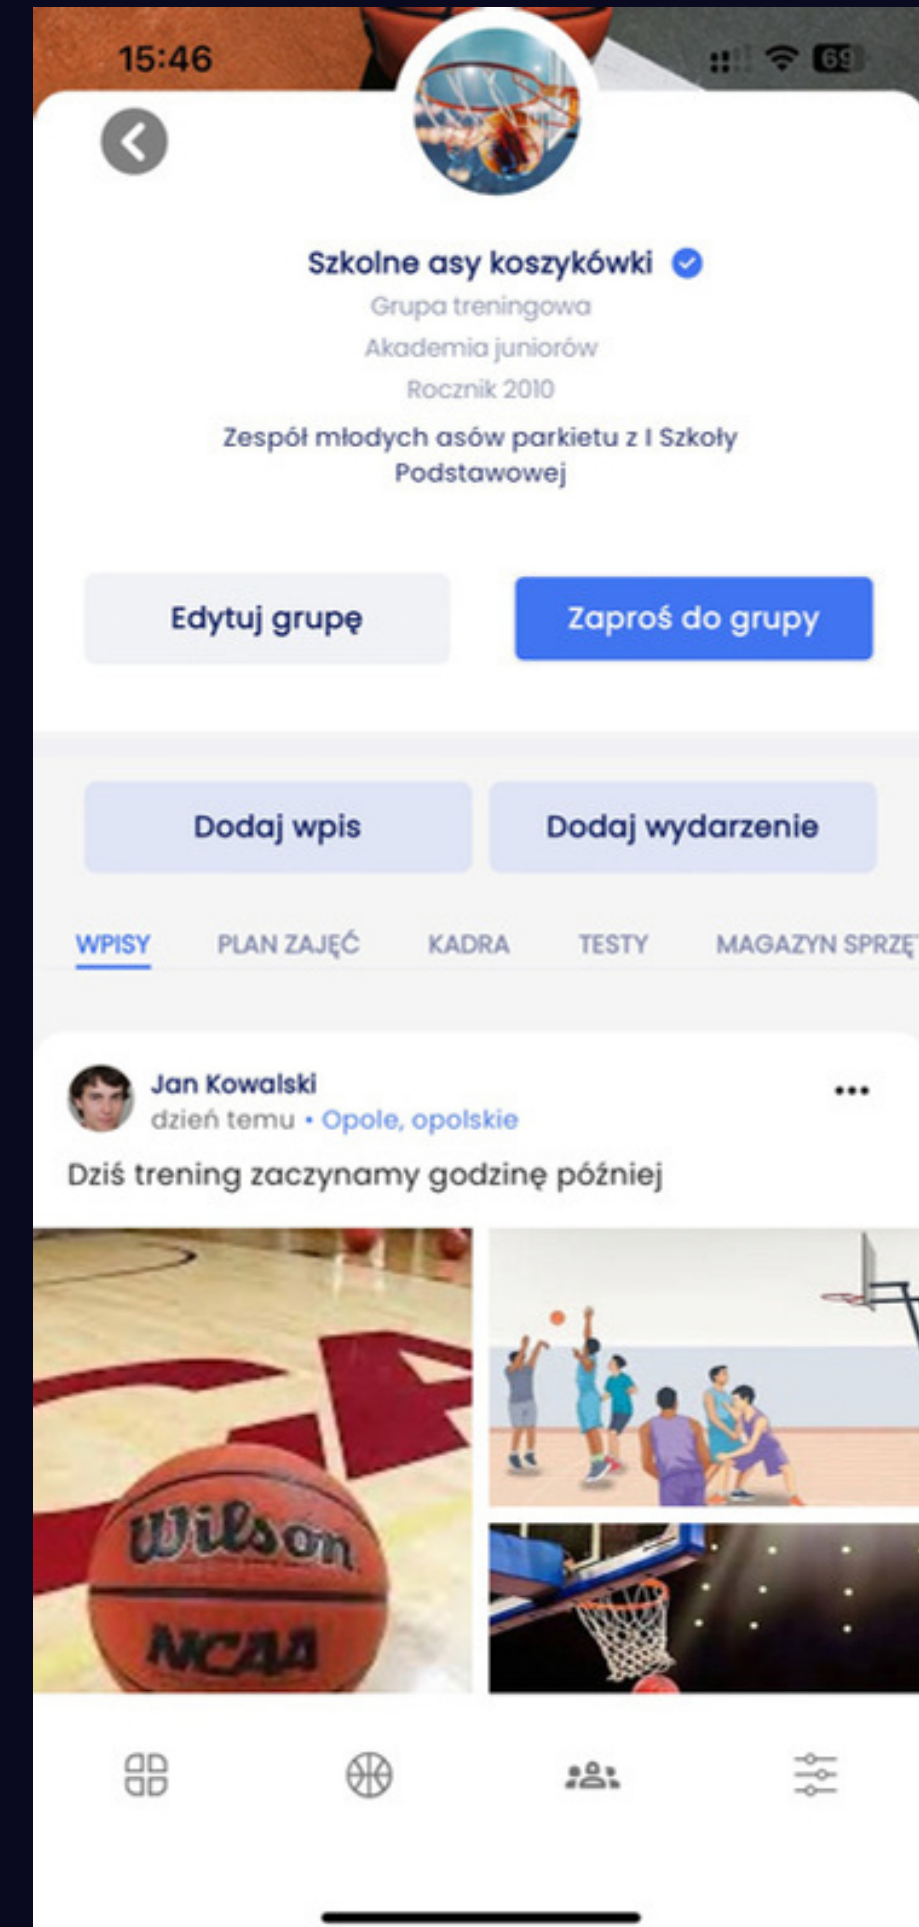 15:46
69
Szkolne asy koszykówki
Grupa treningowa
Akademia juniorów
Rocznik 2010
Zespół młodych asów parkietu z I Szkoły
Podstawowej
Edytuj grupę
Zaproś do grupy
Dodaj wpis
Dodaj wydarzenie
WPISY PLAN ZAJĘĆ KADRA TESTY MAGAZYN SPRZĘ
Jan Kowalski
dzień temu • Opole, opolskie
Dziś trening zaczynamy godzinę później
CA
Wilson
NCAA